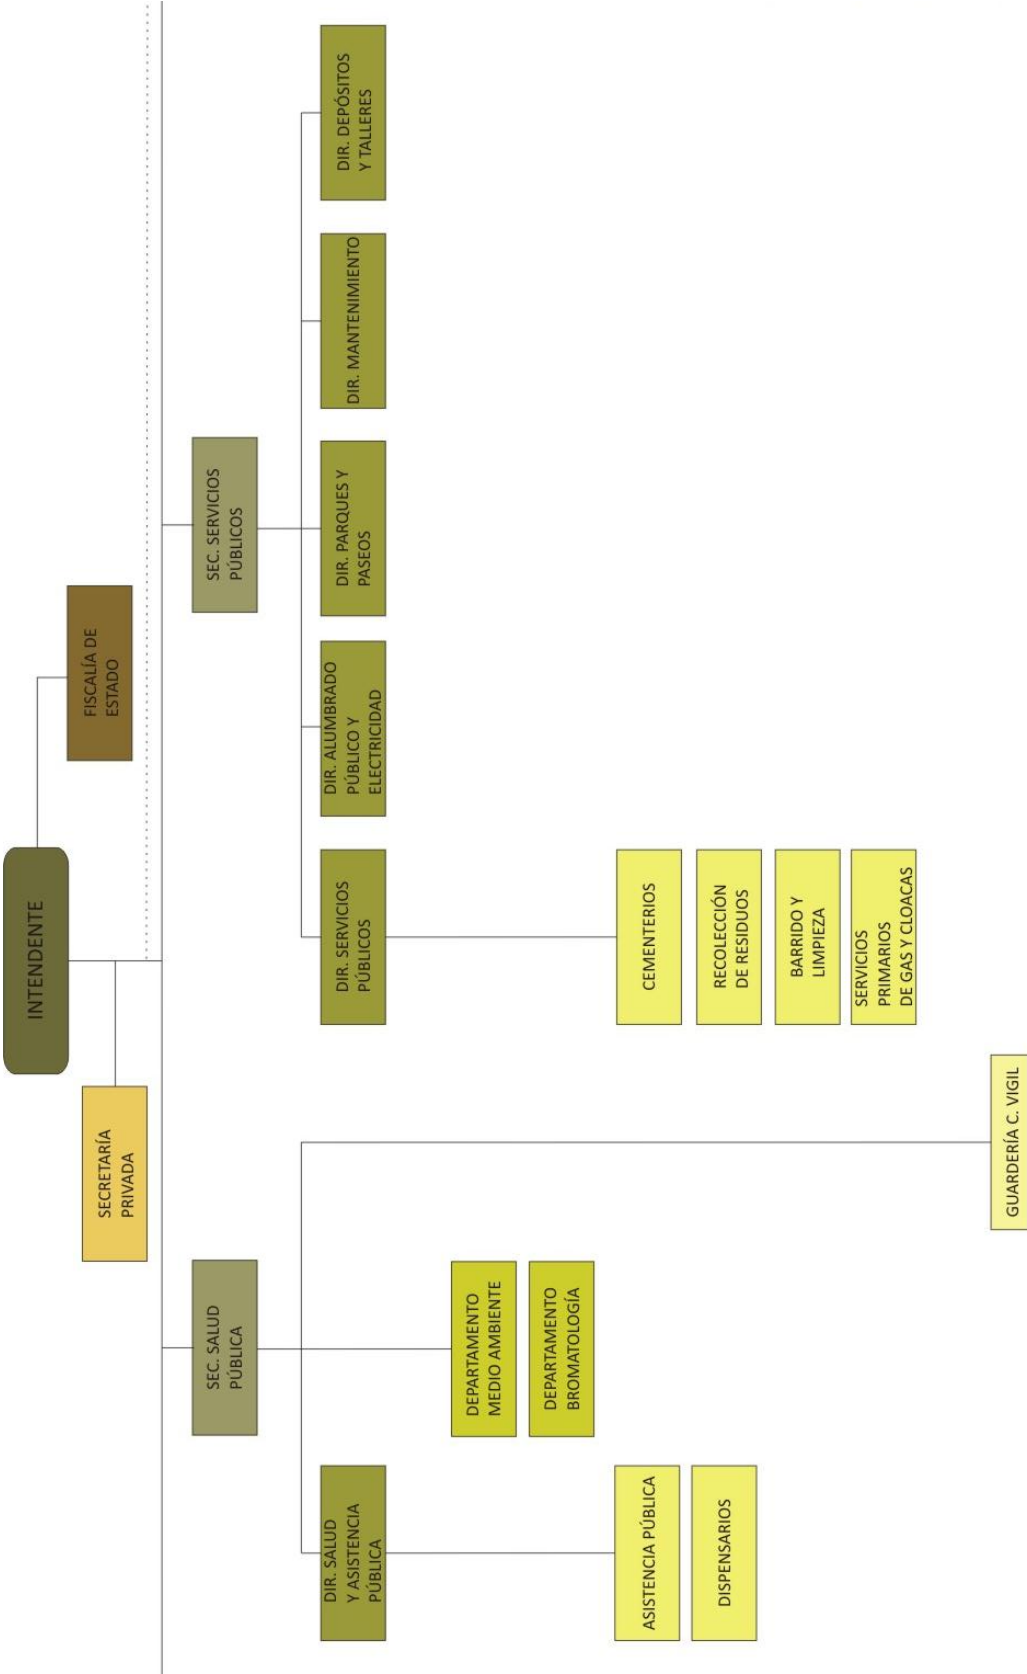 INTENDENTE
FISCALÍA DE
ESTADO
SECRETARÍA
PRIVADA
SEC. SALUD
PÚBLICA
SEC. SERVICIOS
PÚBLICOS
DIR. SALUD
Y ASISTENCIA
PÚBLICA
DIR. SERVICIOS
PÚBLICOS
DIR. ALUMBRADO
PÚBLICO Y
ELECTRICIDAD
DIR. PARQUES Y
PASEOS
DIR. MANTENIMIENTO
DIR. DEPÓSITOS
Y TALLERES
DEPARTAMENTO
MEDIO AMBIENTE
DEPARTAMENTO
BROMATOLOGÍA
ASISTENCIA PÚBLICA
DISPENSARIOS
CEMENTERIOS
RECOLECCIÓN
DE RESIDUOS
BARRIDO Y
LIMPIEZA
SERVICIOS
PRIMARIOS
DE GAS Y CLOACAS
GUARDERÍA C. VIGIL